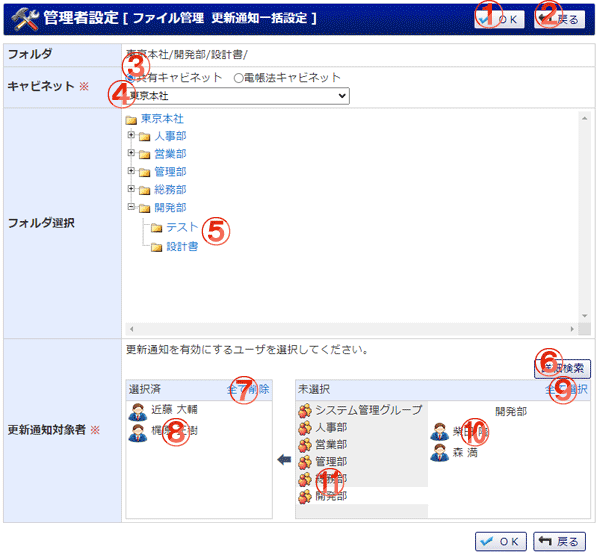 管理者設定 [ ファイル管理 更新通知一括設定 ]
① OK ② 戻る
フォルダ 東京本社/開発部/設計書/
③
キャビネット ※ 共有キャビネット 電帳法キャビネット
④ 東京本社
フォルダ選択
東京本社
人事部
営業部
管理部
総務部
開発部
テスト ⑤
設計書
更新通知を有効にするユーザを選択してください。
⑥ 詳細検索
更新通知対象者 ※
選択済 ⑦ 全て削除
近藤 大輔
⑧
未選択 ⑨ 全て選択
システム管理グループ
人事部
営業部
管理部
総務部
⑪
開発部
開発部
⑩
森 満
OK 戻る